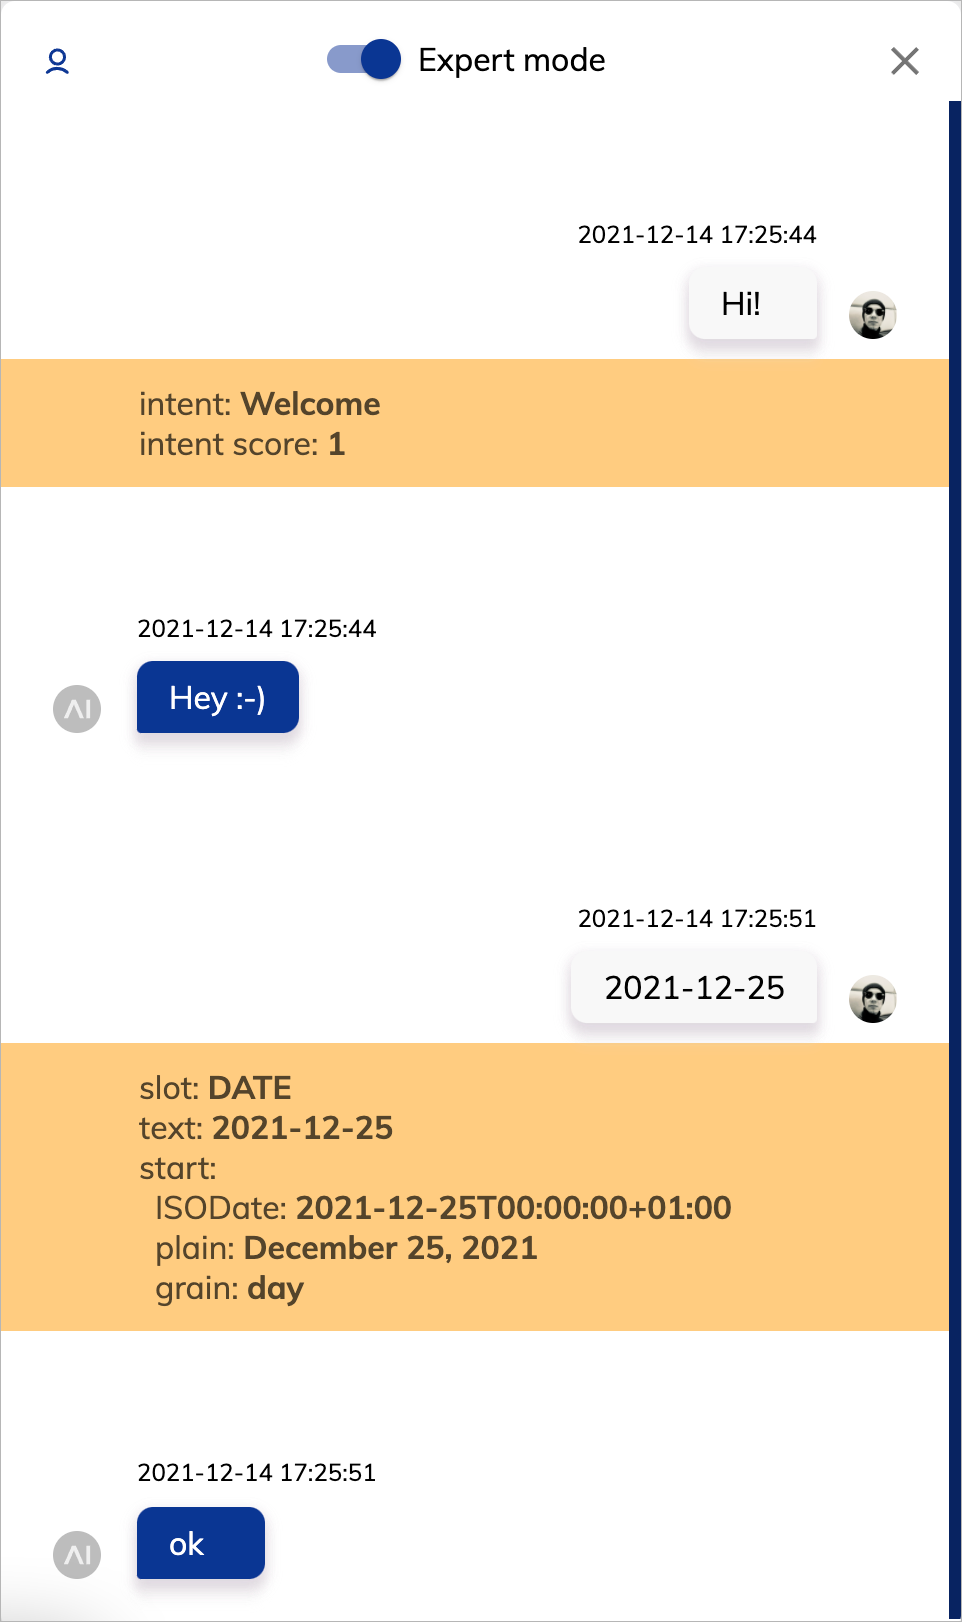 Expert mode
2021-12-14 17:25:44
Hi!
intent: Welcome
intent score: 1
2021-12-14 17:25:44
AI
Hey :-)
2021-12-14 17:25:51
2021-12-25
slot: DATE
text: 2021-12-25
start:
ISODate: 2021-12-25T00:00:00+01:00
plain: December 25, 2021
grain: day
2021-12-14 17:25:51
AI
ok